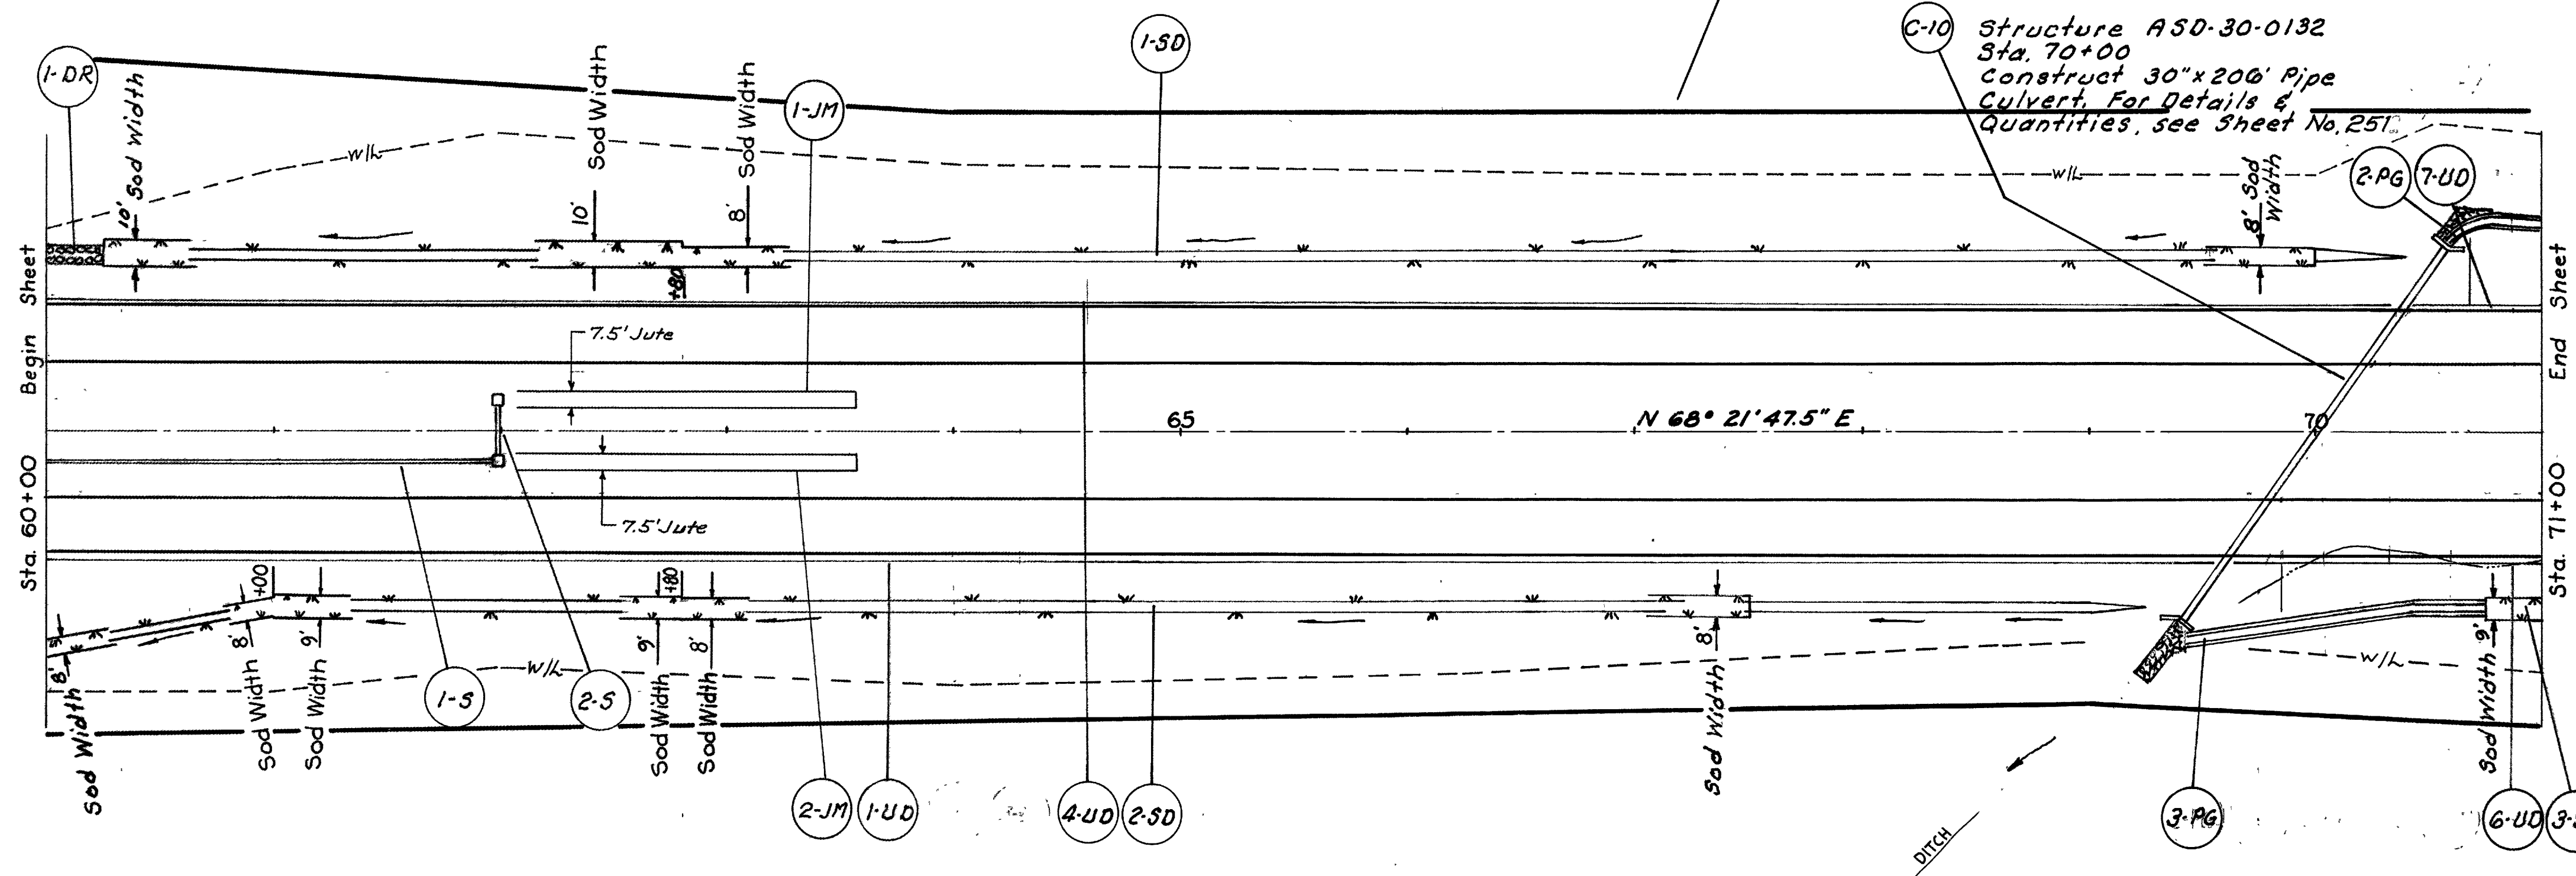 C-10
Structure ASD-30-0132
Sta. 70+00
Construct 30"x206' Pipe
Culvert. For Details &
Quantities, see Sheet No. 251
1-DR
10' Sod Width
10' Sod Width
8' Sod Width
1-JM
1-SD
W/L
W/L
8' Sod
Width
2-PG
7-UD
+80
Sta. 60+00 Begin Sheet
Sta. 71+00 End Sheet
7.5' Jute
65
N 68° 21' 47.5" E
70
7.5' Jute
+00
+80
8' Sod Width
8' Sod Width
9' Sod Width
W/L
9' Sod Width
8' Sod Width
8' Sod Width
W/L
9' Sod Width
1-S
2-S
2-JM
1-UD
4-UD
2-SD
3-PG
6-UD
DITCH